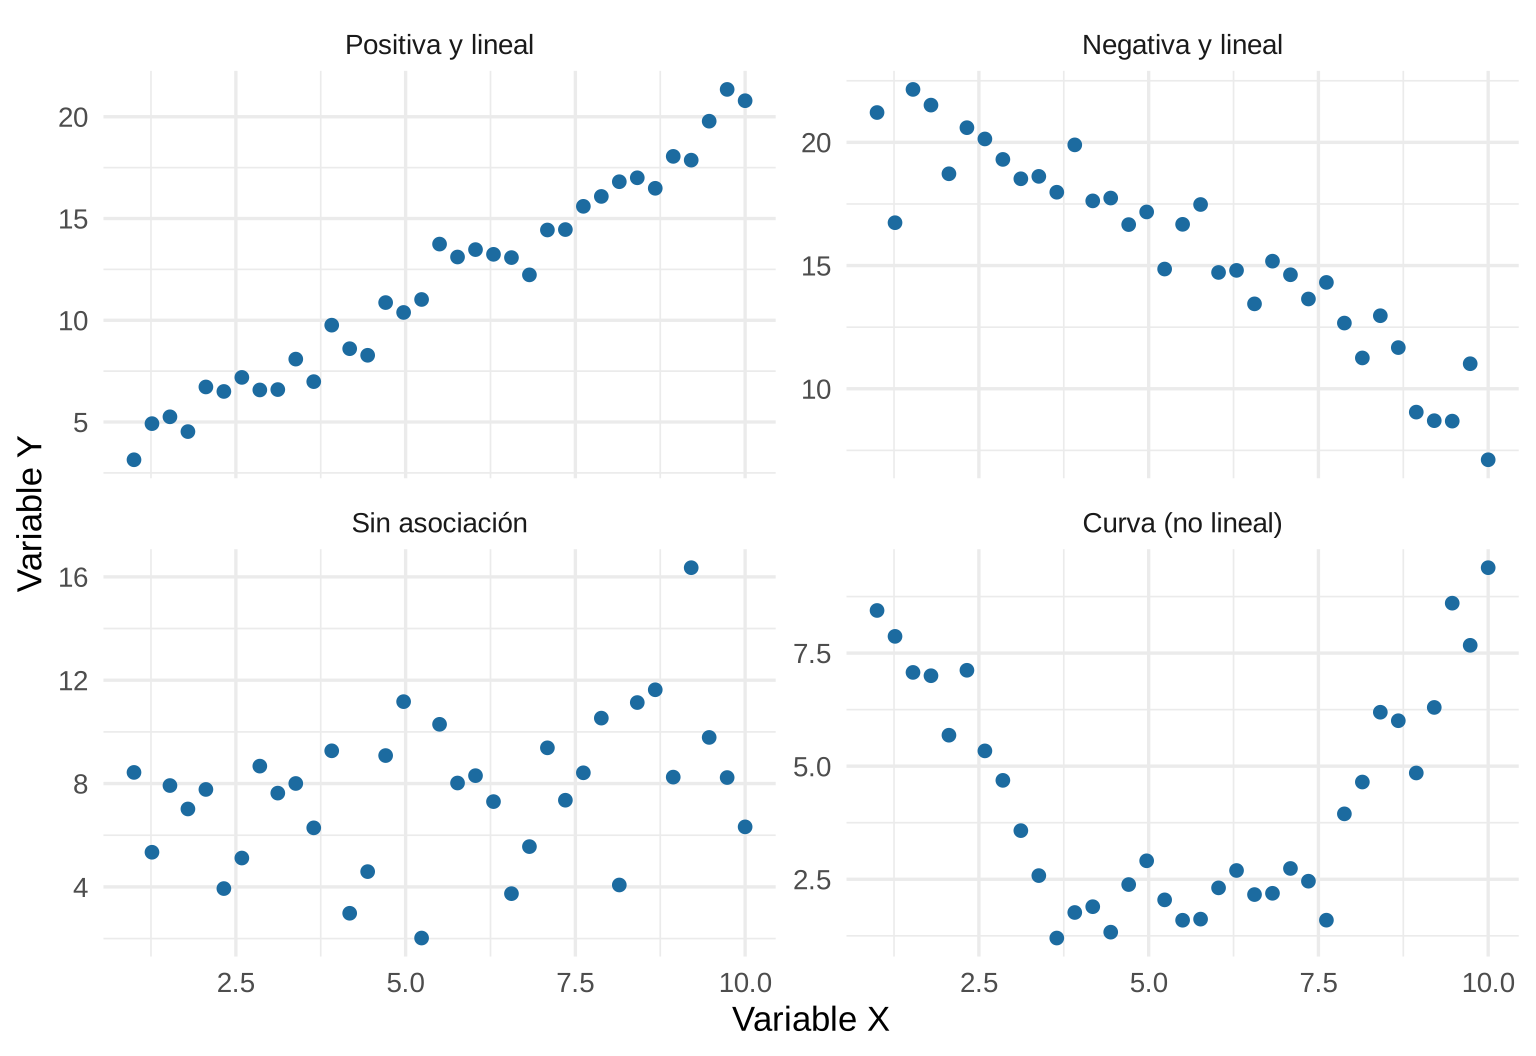 Positiva y lineal
Negativa y lineal
20
15
10
5
20
15
10
Variable Y
Sin asociación
Curva (no lineal)
16
12
8
4
7.5
5.0
2.5
2.5 5.0 7.5 10.0
2.5 5.0 7.5 10.0
Variable X